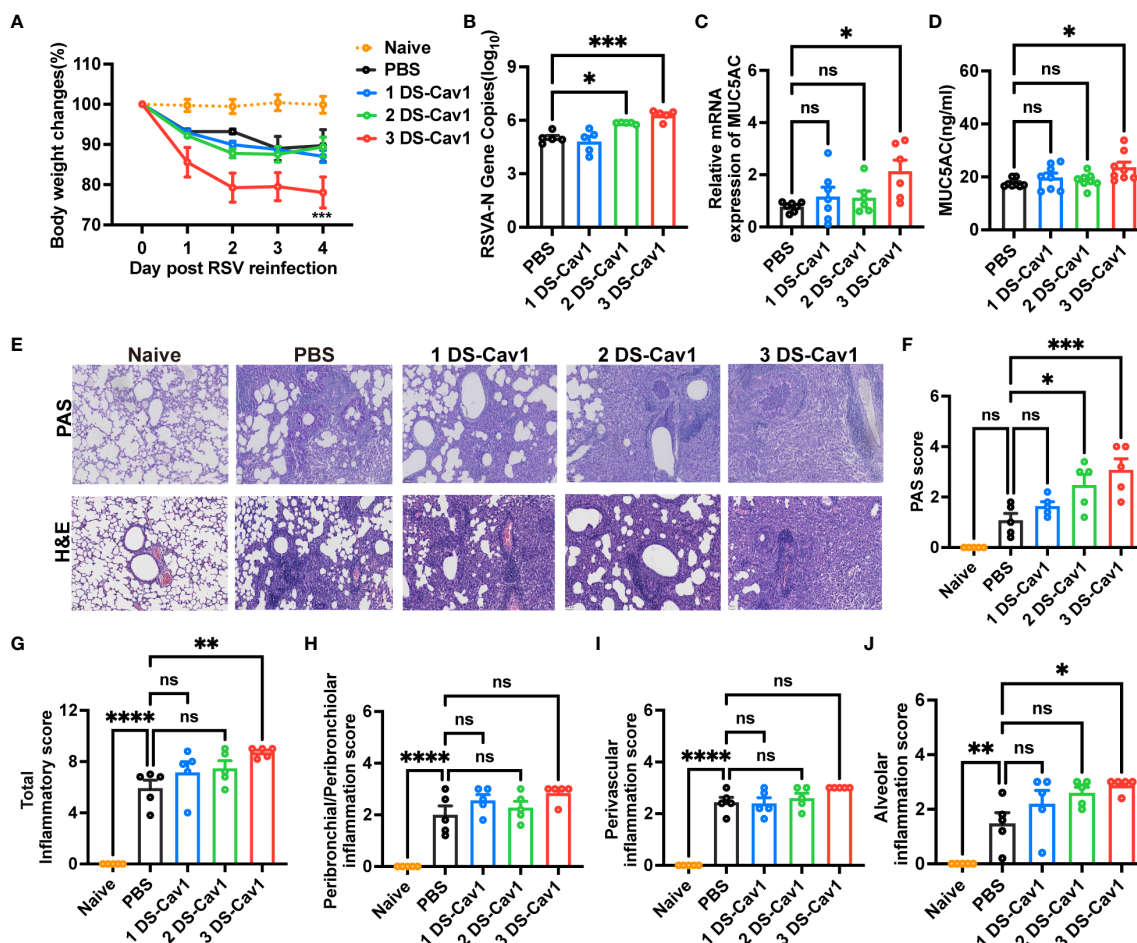 A
Body weight changes(%)
110
100
90
80
70
0
1
2
3
4
***
Day post RSV reinfection
Naive
PBS
1 DS-Cav1
2 DS-Cav1
3 DS-Cav1
B
RSVA-N Gene Copies(log10)
9
6
3
0
*
***
PBS
1 DS-Cav1
2 DS-Cav1
3 DS-Cav1
C
Relative mRNA
expression of MUC5AC
6
4
2
0
ns
ns
*
PBS
1 DS-Cav1
2 DS-Cav1
3 DS-Cav1
D
MUC5AC(ng/ml)
60
40
20
0
ns
ns
*
PBS
1 DS-Cav1
2 DS-Cav1
3 DS-Cav1
E
Naive
PBS
1 DS-Cav1
2 DS-Cav1
3 DS-Cav1
PAS
H&E
F
PAS score
6
4
2
0
ns
ns
*
***
Naive
PBS
1 DS-Cav1
2 DS-Cav1
3 DS-Cav1
G
Total
Inflammatory score
12
8
4
0
****
ns
ns
**
Naive
PBS
1 DS-Cav1
2 DS-Cav1
3 DS-Cav1
H
Peribronchial/Peribronchiolar
inflammation score
6
4
2
0
****
ns
ns
ns
Naive
PBS
1 DS-Cav1
2 DS-Cav1
3 DS-Cav1
I
Perivascular
inflammation score
6
4
2
0
****
ns
ns
ns
Naive
PBS
1 DS-Cav1
2 DS-Cav1
3 DS-Cav1
J
Alveolar
inflammation score
6
4
2
0
**
ns
ns
*
Naive
PBS
1 DS-Cav1
2 DS-Cav1
3 DS-Cav1